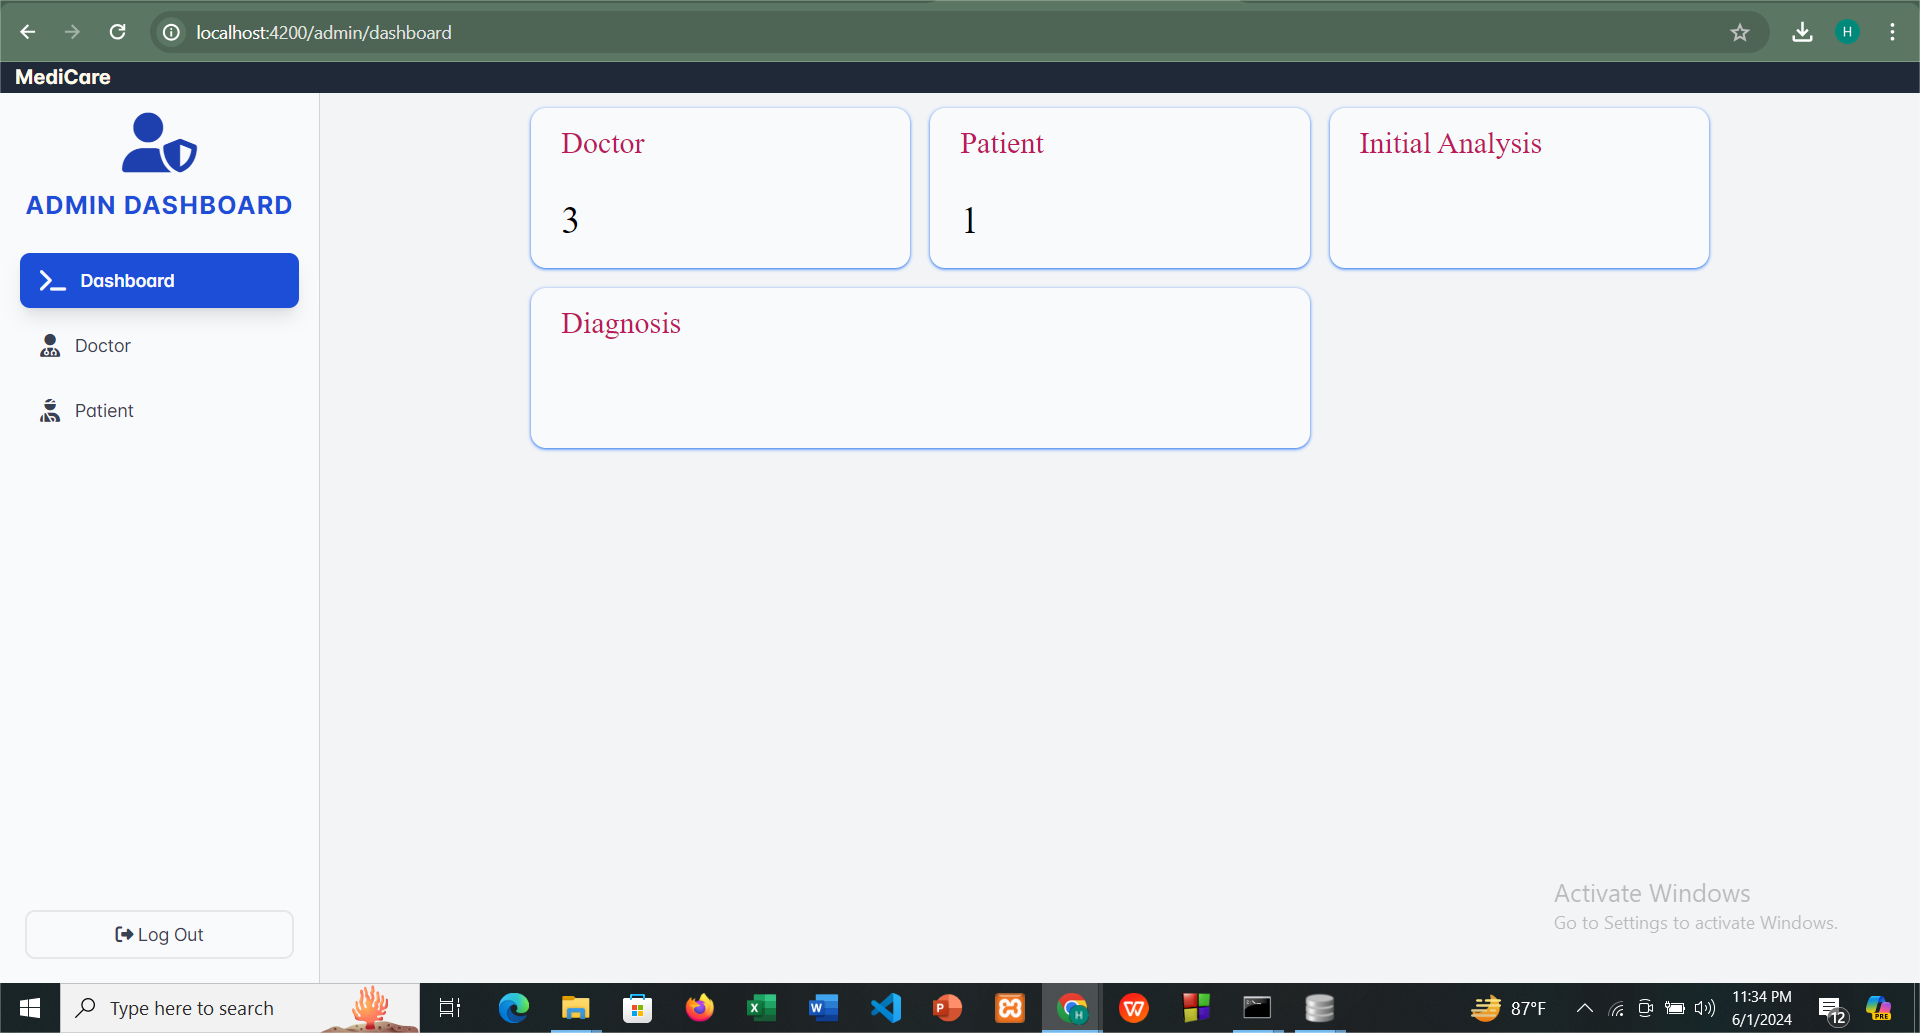 localhost:4200/admin/dashboard
H
MediCare
ADMIN DASHBOARD
Dashboard
Doctor
Patient
Log Out
Doctor
3
Patient
1
Initial Analysis
Diagnosis
Activate Windows
Go to Settings to activate Windows.
Type here to search
87°F
11:34 PM
6/1/2024
12
PRE